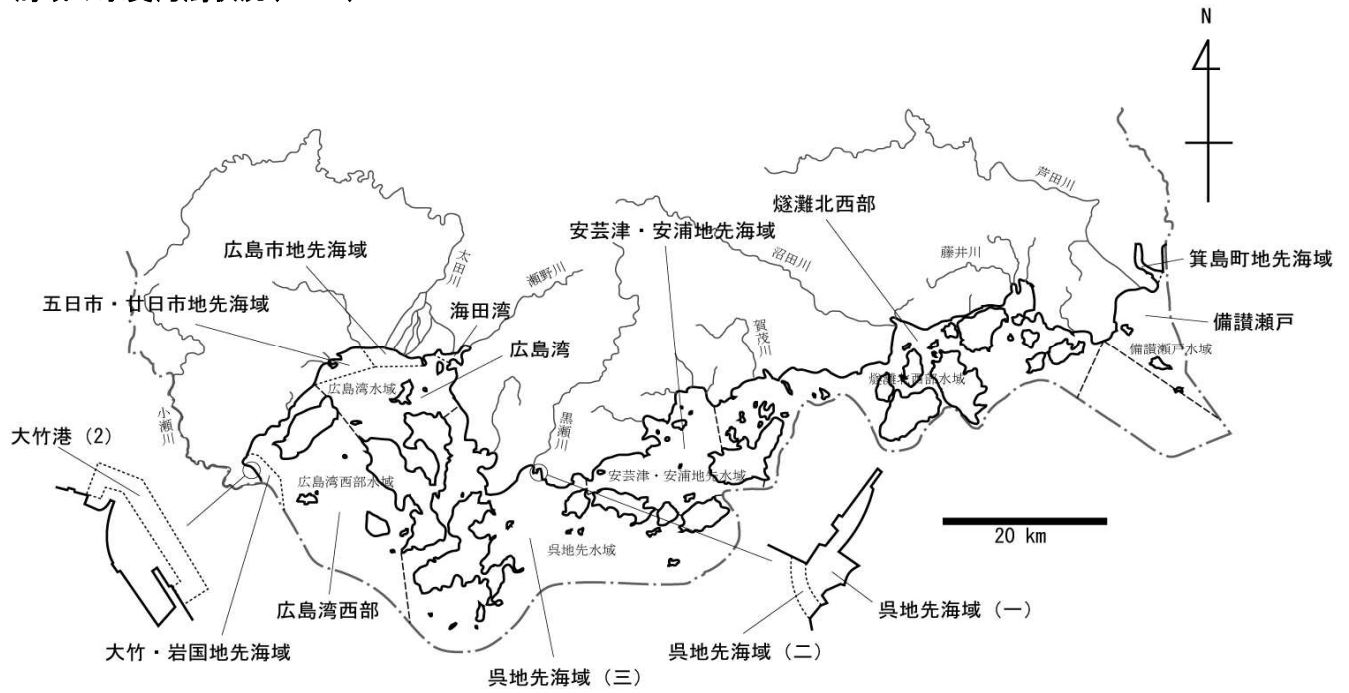 N
芦田川
燧灘北西部
安芸津・安浦地先海域
広島市地先海域
太田川
瀬野川
沼田川
藤井川
箕島町地先海域
五日市・廿日市地先海域
海田湾
賀茂川
備讃瀬戸
広島湾
備讃瀬戸水域
広島湾水域
燧灘北西部水域
小瀬川
黒瀬川
大竹港(2)
安芸津・安浦地先水域
広島湾西部水域
20 km
呉地先水域
広島湾西部
呉地先海域(一)
大竹・岩国地先海域
呉地先海域(二)
呉地先海域(三)